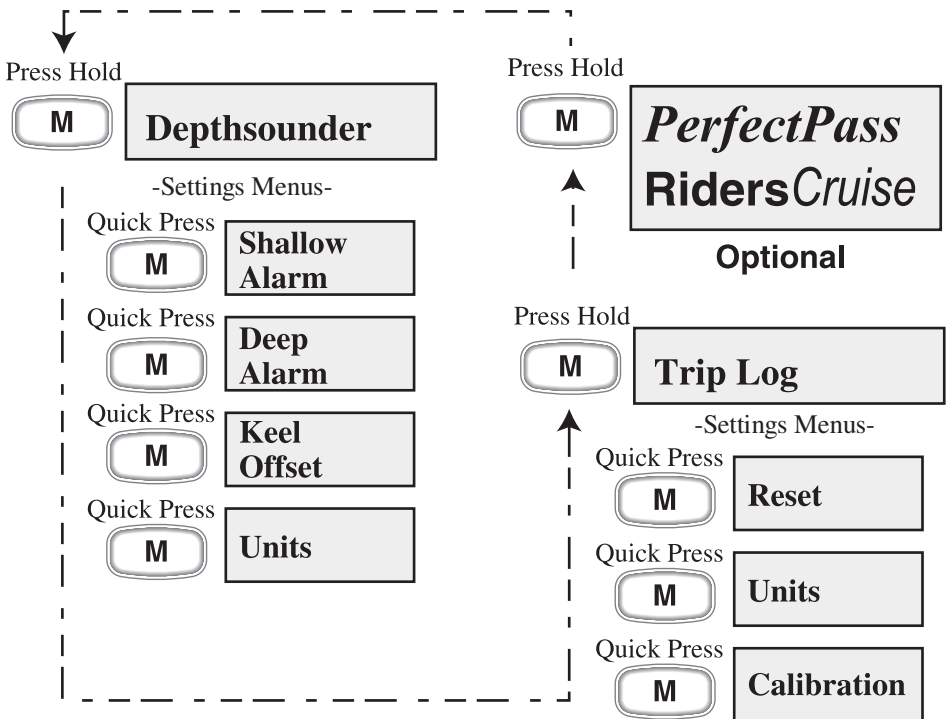 Press Hold
M
Depthsounder
-Settings Menus-
Quick Press
M
Shallow
Alarm
Quick Press
M
Deep
Alarm
Quick Press
M
Keel
Offset
Quick Press
M
Units
Press Hold
M
PerfectPass
RidersCruise
Optional
Press Hold
M
Trip Log
-Settings Menus-
Quick Press
M
Reset
Quick Press
M
Units
Quick Press
M
Calibration